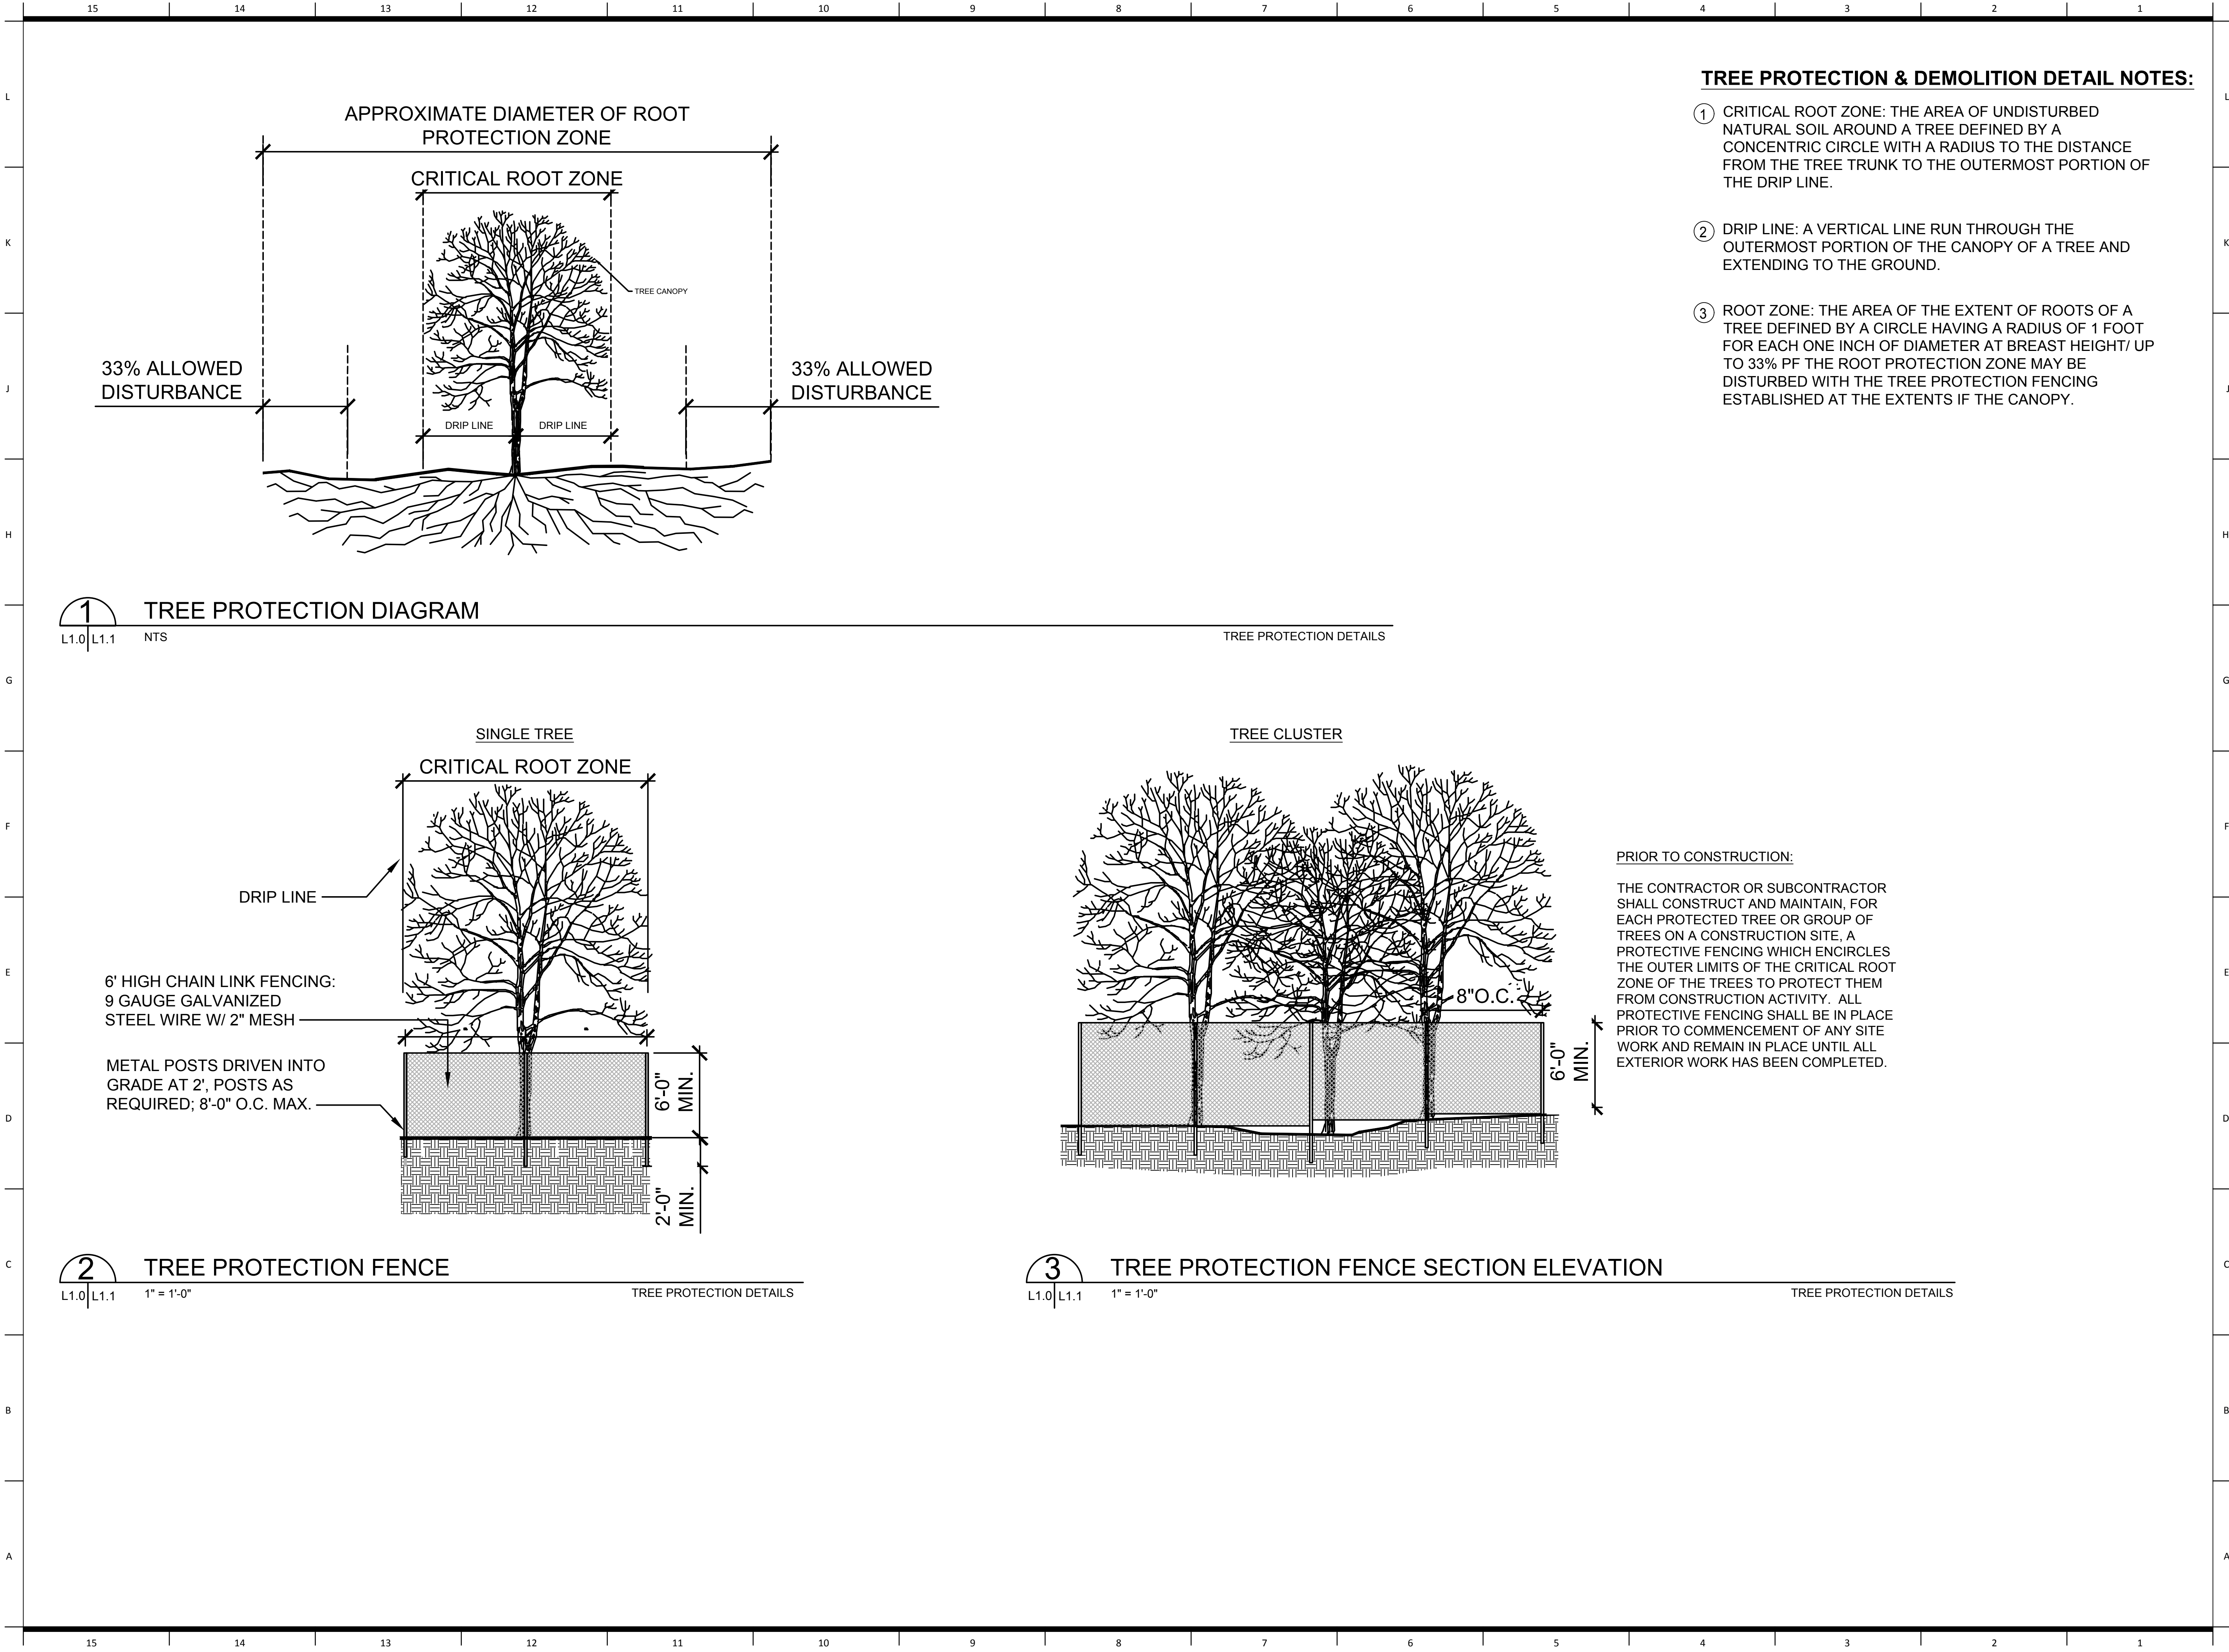 15 14 13 12 11 10 9 8 7 6 5 4 3 2 1
L L
K K
J J
H H
G G
F F
E E
D D
C C
B B
A A
APPROXIMATE DIAMETER OF ROOT
PROTECTION ZONE
CRITICAL ROOT ZONE
TREE CANOPY
33% ALLOWED
DISTURBANCE
33% ALLOWED
DISTURBANCE
DRIP LINE DRIP LINE
1 TREE PROTECTION DIAGRAM
L1.0 L1.1 NTS TREE PROTECTION DETAILS
TREE PROTECTION & DEMOLITION DETAIL NOTES:
1 CRITICAL ROOT ZONE: THE AREA OF UNDISTURBED
NATURAL SOIL AROUND A TREE DEFINED BY A
CONCENTRIC CIRCLE WITH A RADIUS TO THE DISTANCE
FROM THE TREE TRUNK TO THE OUTERMOST PORTION OF
THE DRIP LINE.
2 DRIP LINE: A VERTICAL LINE RUN THROUGH THE
OUTERMOST PORTION OF THE CANOPY OF A TREE AND
EXTENDING TO THE GROUND.
3 ROOT ZONE: THE AREA OF THE EXTENT OF ROOTS OF A
TREE DEFINED BY A CIRCLE HAVING A RADIUS OF 1 FOOT
FOR EACH ONE INCH OF DIAMETER AT BREAST HEIGHT/ UP
TO 33% PF THE ROOT PROTECTION ZONE MAY BE
DISTURBED WITH THE TREE PROTECTION FENCING
ESTABLISHED AT THE EXTENTS IF THE CANOPY.
SINGLE TREE
CRITICAL ROOT ZONE
DRIP LINE
6' HIGH CHAIN LINK FENCING:
9 GAUGE GALVANIZED
STEEL WIRE W/ 2" MESH
METAL POSTS DRIVEN INTO
GRADE AT 2', POSTS AS
REQUIRED; 8'-0" O.C. MAX.
6'-0"
MIN.
2'-0"
MIN.
2 TREE PROTECTION FENCE
L1.0 L1.1 1" = 1'-0" TREE PROTECTION DETAILS
TREE CLUSTER
8"O.C.
6'-0"
MIN.
PRIOR TO CONSTRUCTION:
THE CONTRACTOR OR SUBCONTRACTOR
SHALL CONSTRUCT AND MAINTAIN, FOR
EACH PROTECTED TREE OR GROUP OF
TREES ON A CONSTRUCTION SITE, A
PROTECTIVE FENCING WHICH ENCIRCLES
THE OUTER LIMITS OF THE CRITICAL ROOT
ZONE OF THE TREES TO PROTECT THEM
FROM CONSTRUCTION ACTIVITY. ALL
PROTECTIVE FENCING SHALL BE IN PLACE
PRIOR TO COMMENCEMENT OF ANY SITE
WORK AND REMAIN IN PLACE UNTIL ALL
EXTERIOR WORK HAS BEEN COMPLETED.
3 TREE PROTECTION FENCE SECTION ELEVATION
L1.0 L1.1 1" = 1'-0" TREE PROTECTION DETAILS
15 14 13 12 11 10 9 8 7 6 5 4 3 2 1